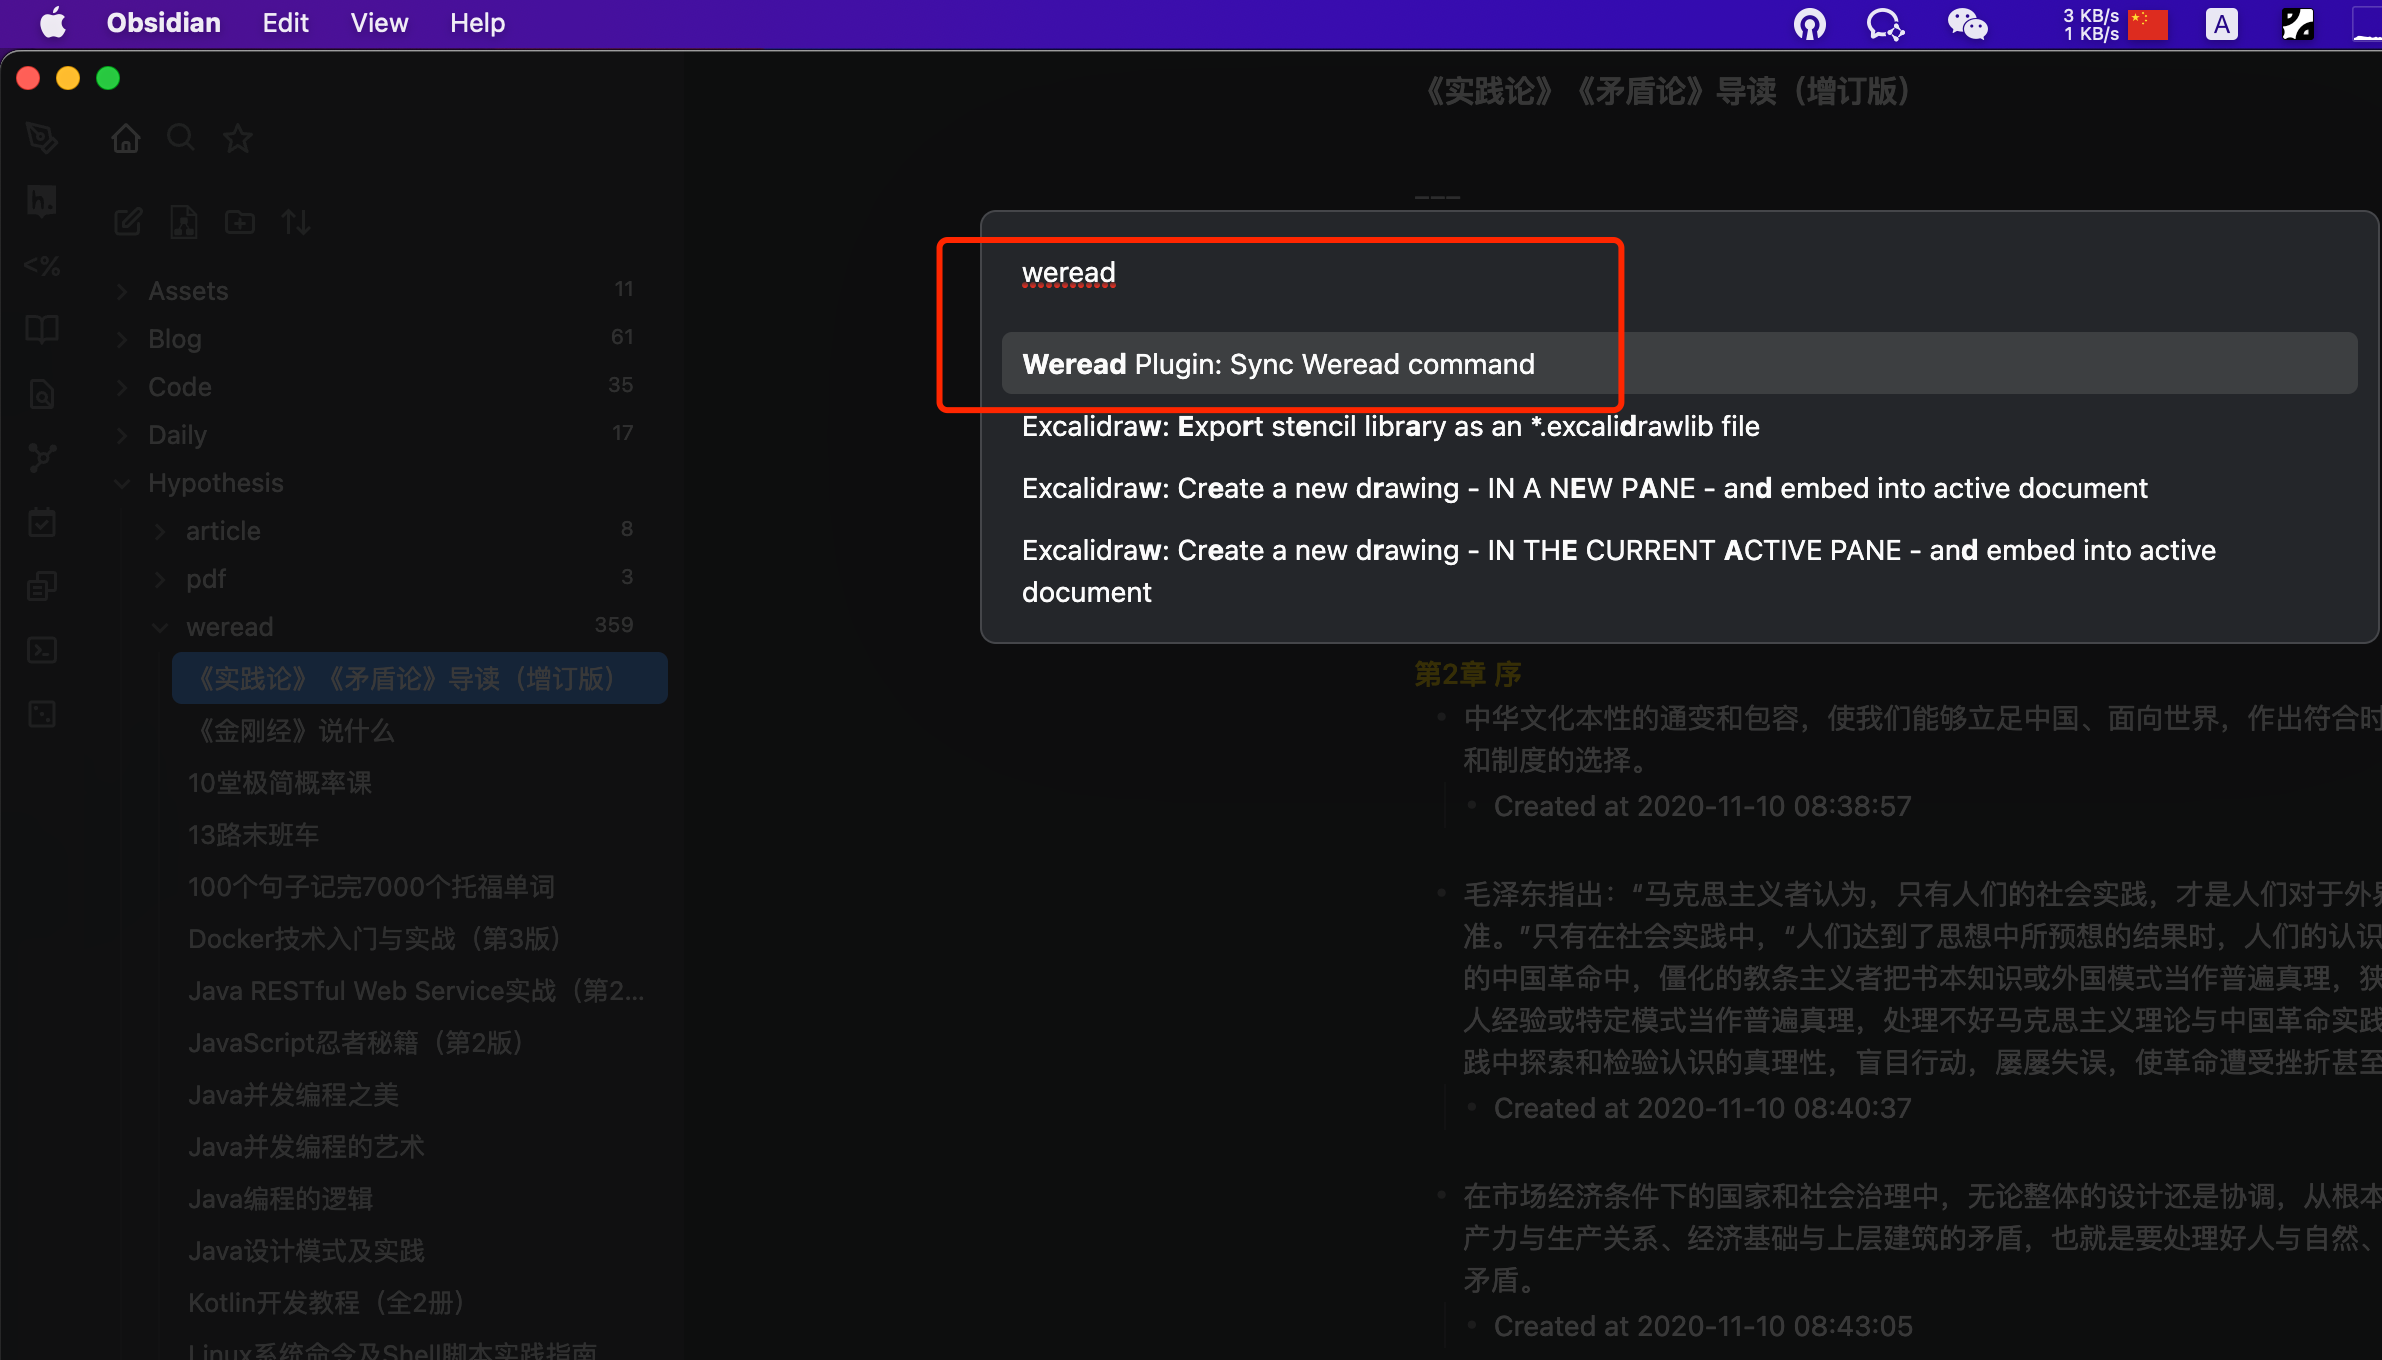 Obsidian Edit View Help
3 KB/s
1 KB/s
A
《实践论》《矛盾论》导读（增订版）
---
h.
<%
Assets 11
Blog 61
Code 35
Daily 17
Hypothesis
article 8
pdf 3
weread 359
《实践论》《矛盾论》导读（增订版）
《金刚经》说什么
10堂极简概率课
13路末班车
100个句子记完7000个托福单词
Docker技术入门与实战（第3版）
Java RESTful Web Service实战（第2...
JavaScript忍者秘籍（第2版）
Java并发编程之美
Java并发编程的艺术
Java编程的逻辑
Java设计模式及实践
Kotlin开发教程（全2册）
Linux系统命令及Shell脚本实践指南
weread
Weread Plugin: Sync Weread command
Excalidraw: Export stencil library as an *.excalidrawlib file
Excalidraw: Create a new drawing - IN A NEW PANE - and embed into active document
Excalidraw: Create a new drawing - IN THE CURRENT ACTIVE PANE - and embed into active
document
第2章 序
中华文化本性的通变和包容，使我们能够立足中国、面向世界，作出符合时
和制度的选择。
Created at 2020-11-10 08:38:57
毛泽东指出：“马克思主义者认为，只有人们的社会实践，才是人们对于外界
准。”只有在社会实践中，“人们达到了思想中所预想的结果时，人们的认识
的中国革命中，僵化的教条主义者把书本知识或外国模式当作普遍真理，狭
人经验或特定模式当作普遍真理，处理不好马克思主义理论与中国革命实践
践中探索和检验认识的真理性，盲目行动，屡屡失误，使革命遭受挫折甚至
Created at 2020-11-10 08:40:37
在市场经济条件下的国家和社会治理中，无论整体的设计还是协调，从根本
产力与生产关系、经济基础与上层建筑的矛盾，也就是要处理好人与自然、
矛盾。
Created at 2020-11-10 08:43:05